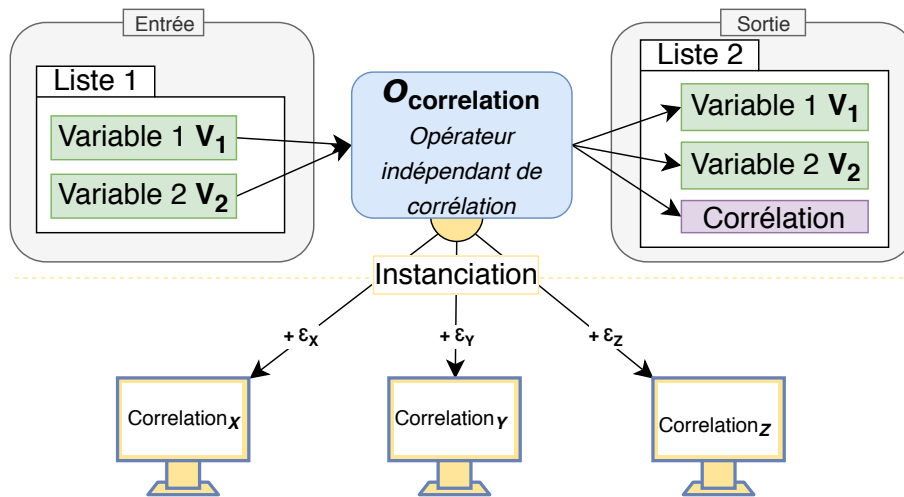 Entrée
Sortie
Liste 1
Variable 1 V1
Variable 2 V2
Ocorrelation
Opérateur
indépendant de
corrélation
Liste 2
Variable 1 V1
Variable 2 V2
Corrélation
Instanciation
+ εX
+ εY
+ εZ
CorrelationX
CorrelationY
CorrelationZ